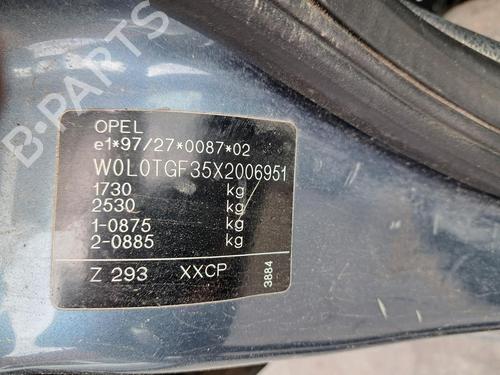 B-PARTS
OPEL
e1*97/27*0087*02
W0L0TGF35X2006951
1730 kg
2530 kg
1-0875 kg
2-0885 kg
Z 293 XXCP
3884